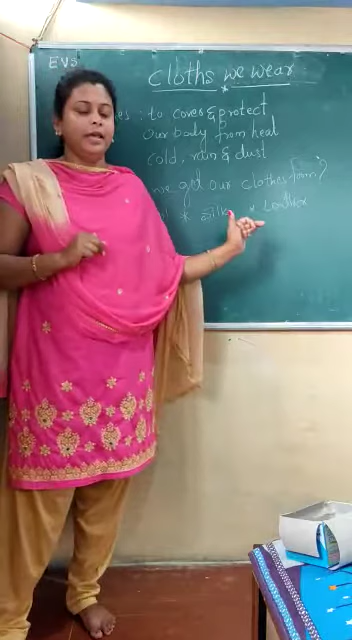 EVS
Cloths we wear
es : to cover & protect
Our body from heat
cold, rain & dust
we get our clothes from?
* Silk * Leather